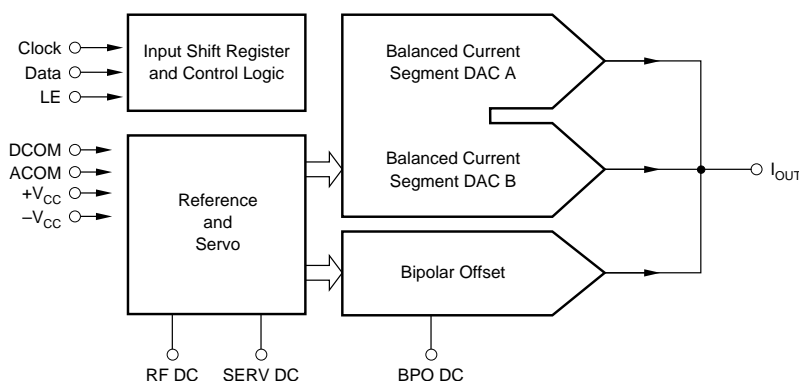 Clock
Data
LE
Input Shift Register
and Control Logic
Balanced Current
Segment DAC A
DCOM
ACOM
+VCC
–VCC
Reference
and
Servo
Balanced Current
Segment DAC B
IOUT
Bipolar Offset
RF DC
SERV DC
BPO DC